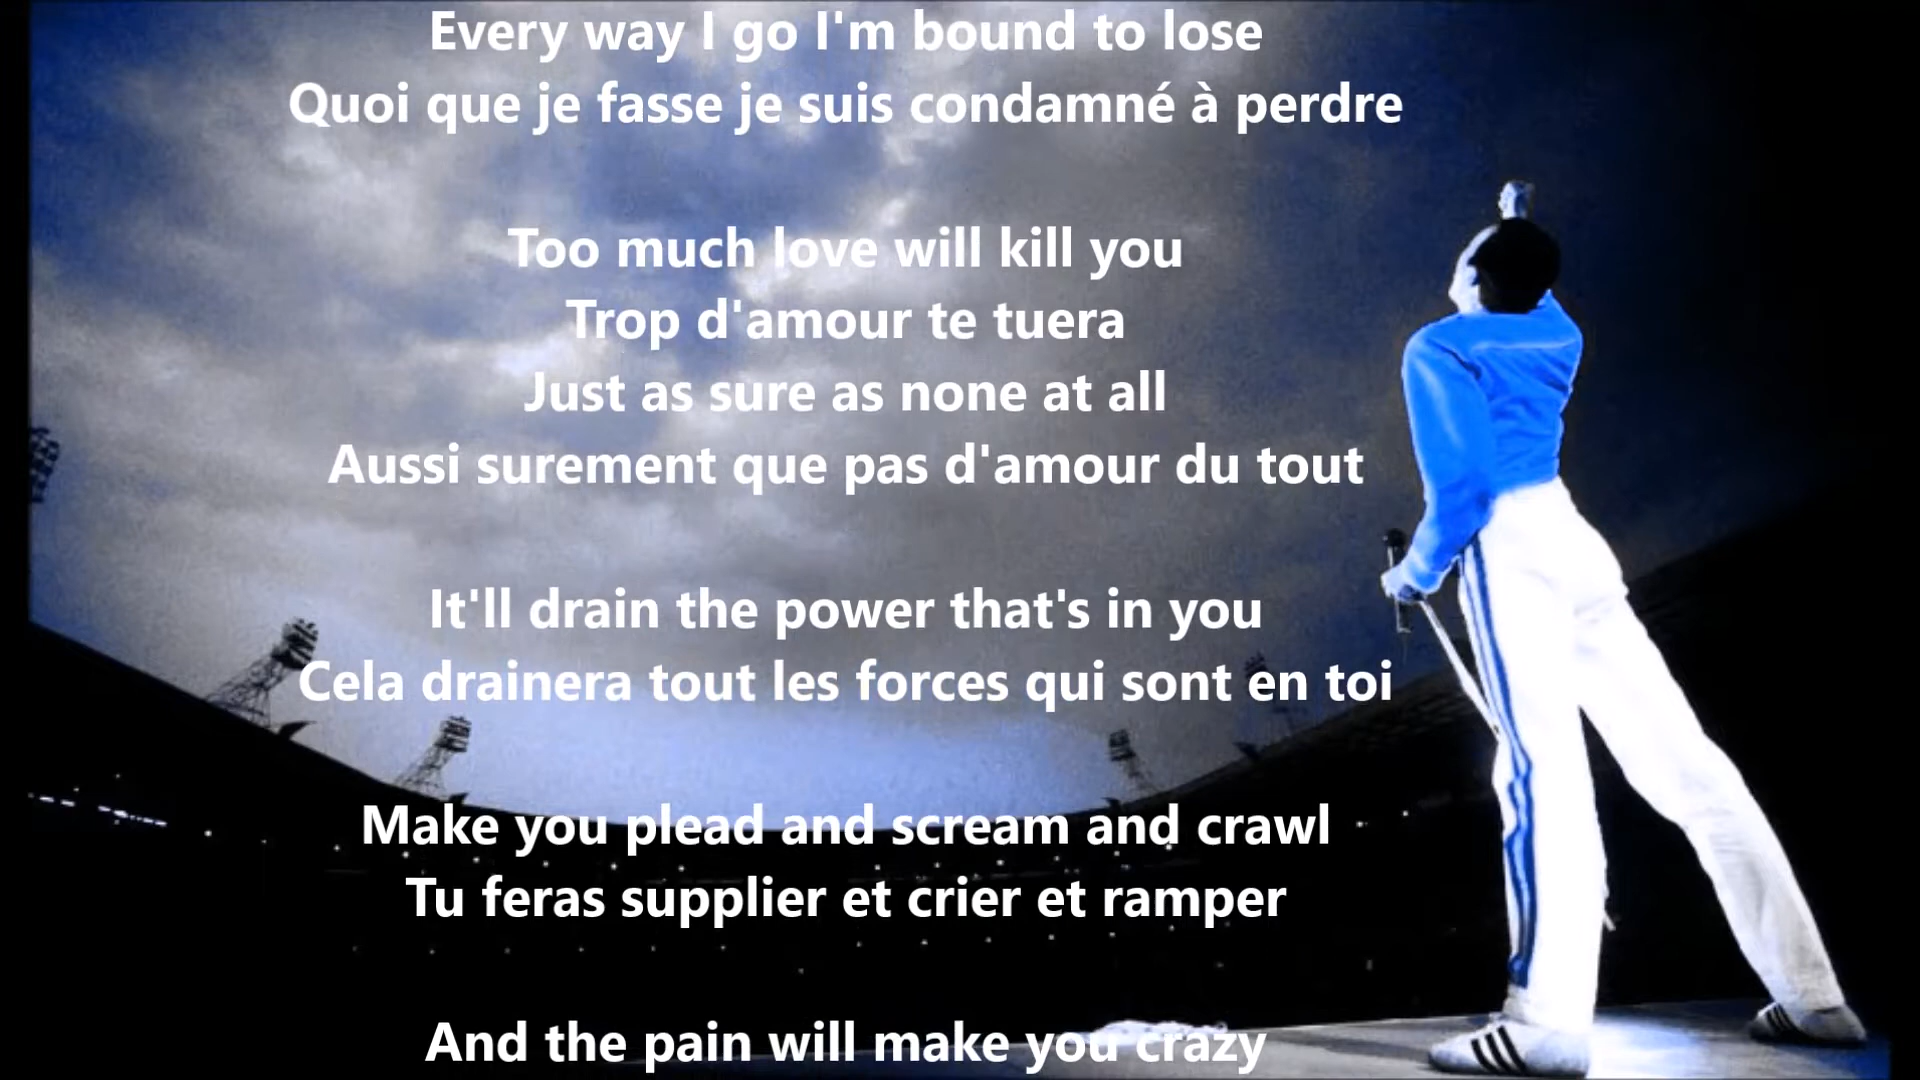 Every way I go I'm bound to lose
Quoi que je fasse je suis condamné à perdre
Too much love will kill you
Trop d'amour te tuera
Just as sure as none at all
Aussi surement que pas d'amour du tout
It'll drain the power that's in you
Cela drainera tout les forces qui sont en toi
Make you plead and scream and crawl
Tu feras supplier et crier et ramper
And the pain will make you crazy